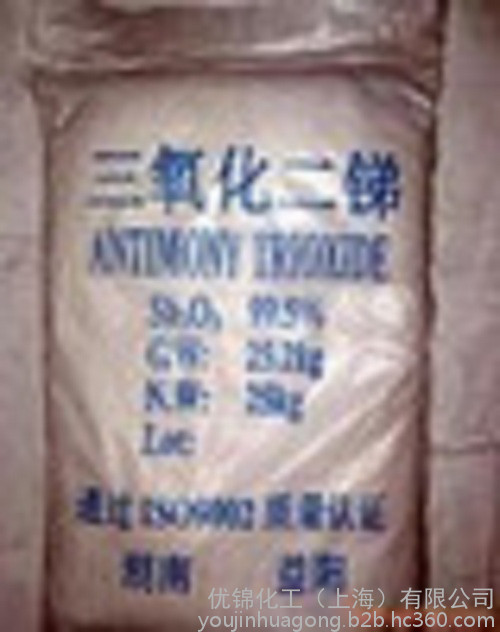 三氧化二锑
ANTIMONY TRIOXIDE
Sb₂O₃ 99.5%
G.W: 25.2kg
N.W: 25kg
Lot:
通过ISO9002质量认证
湖南 益阳
优锦化工（上海）有限公司
youjinhuagong.b2b.hc360.com